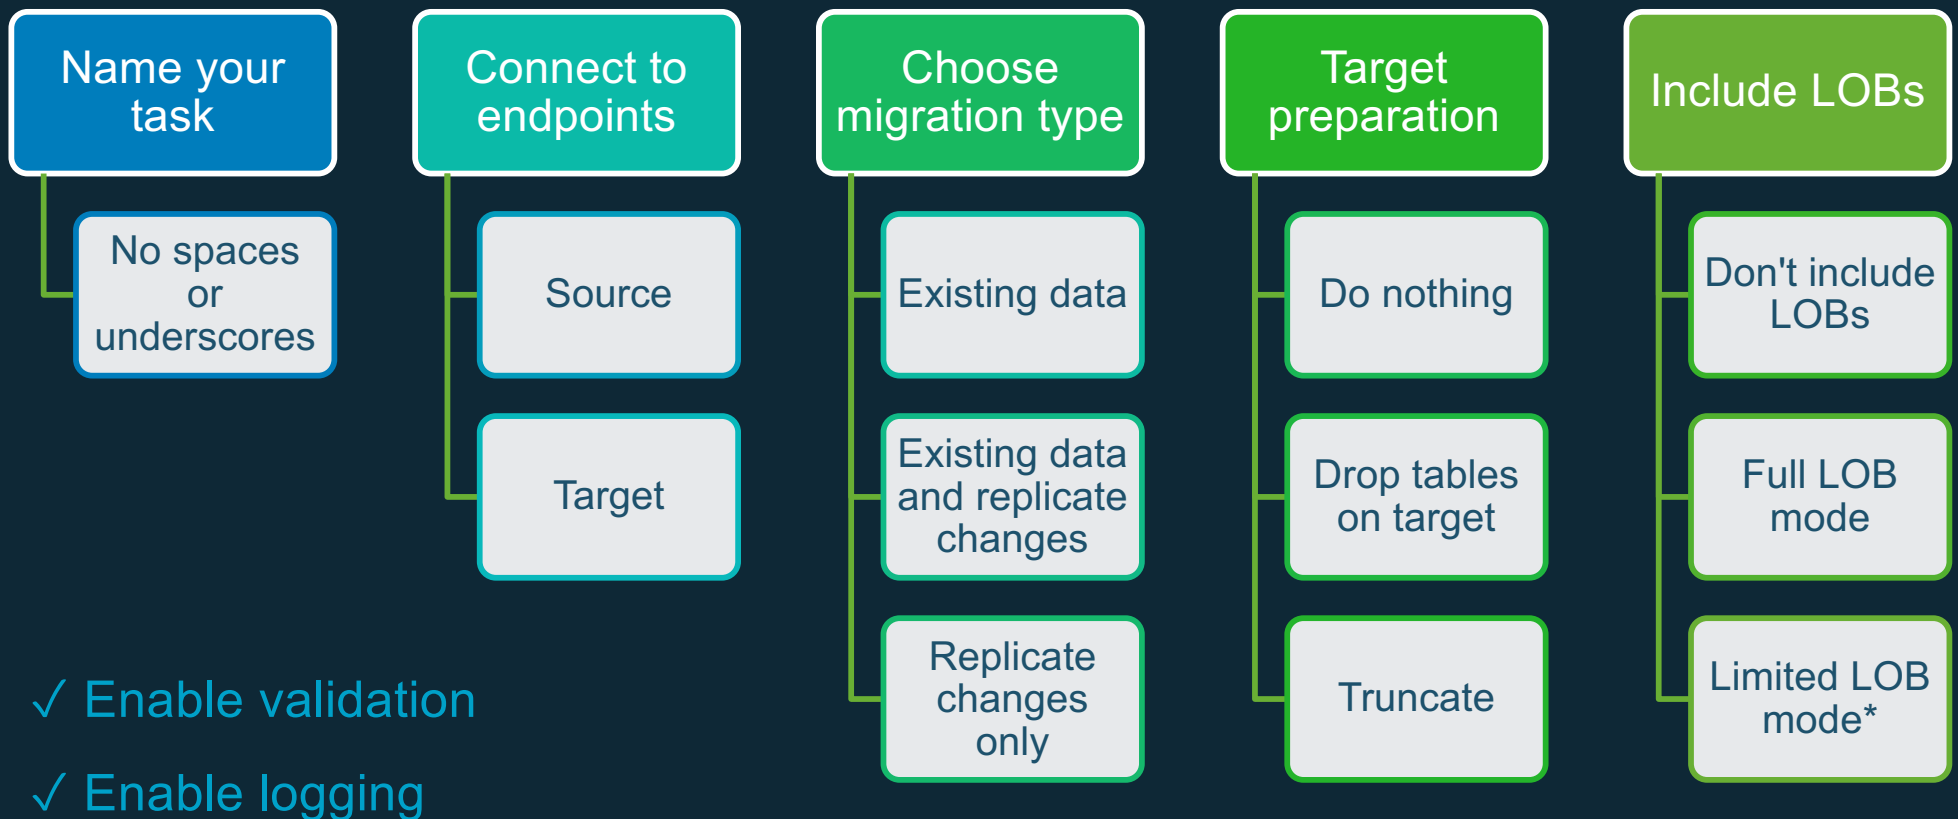 Name your
task
No spaces
or
underscores
Connect to
endpoints
Source
Target
Choose
migration type
Existing data
Existing data
and replicate
changes
Replicate
changes
only
Target
preparation
Do nothing
Drop tables
on target
Truncate
Include LOBs
Don't include
LOBs
Full LOB
mode
Limited LOB
mode*
✓ Enable validation
✓ Enable logging